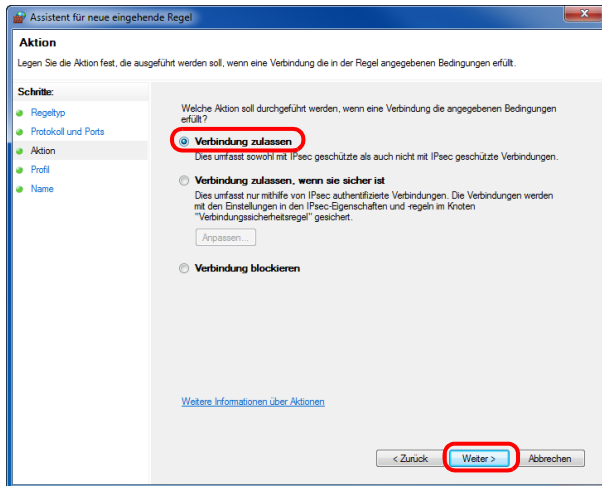 Assistent für neue eingehende Regel
Aktion
Legen Sie die Aktion fest, die ausgeführt werden soll, wenn eine Verbindung die in der Regel angegebenen Bedingungen erfüllt.
Schritte:
Regeltyp
Protokoll und Ports
Aktion
Profil
Name
Welche Aktion soll durchgeführt werden, wenn eine Verbindung die angegebenen Bedingungen
erfüllt?
Verbindung zulassen
Dies umfasst sowohl mit IPsec geschützte als auch nicht mit IPsec geschützte Verbindungen.
Verbindung zulassen, wenn sie sicher ist
Dies umfasst nur mithilfe von IPsec authentifizierte Verbindungen. Die Verbindungen werden
mit den Einstellungen in den IPsec-Eigenschaften und -regeln im Knoten
"Verbindungssicherheitsregel" gesichert.
Anpassen...
Verbindung blockieren
Weitere Informationen über Aktionen
< Zurück
Weiter >
Abbrechen